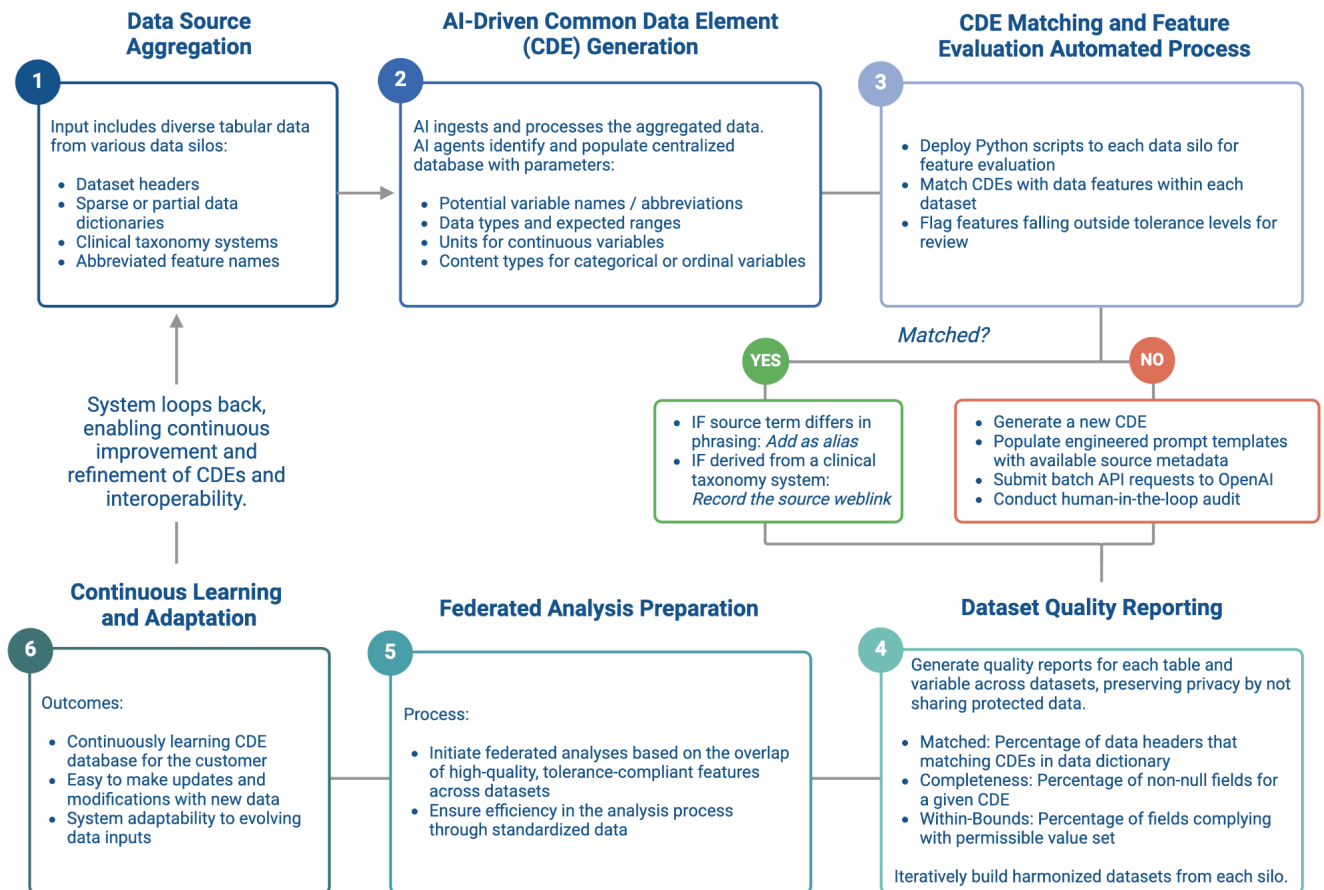 Data Source
Aggregation
1
Input includes diverse tabular data
from various data silos:
• Dataset headers
• Sparse or partial data
dictionaries
• Clinical taxonomy systems
• Abbreviated feature names
AI-Driven Common Data Element
(CDE) Generation
2
AI ingests and processes the aggregated data.
AI agents identify and populate centralized
database with parameters:
• Potential variable names / abbreviations
• Data types and expected ranges
• Units for continuous variables
• Content types for categorical or ordinal variables
CDE Matching and Feature
Evaluation Automated Process
3
• Deploy Python scripts to each data silo for
feature evaluation
• Match CDEs with data features within each
dataset
• Flag features falling outside tolerance levels for
review
Matched?
YES
• IF source term differs in
phrasing: Add as alias
• IF derived from a clinical
taxonomy system:
Record the source weblink
NO
• Generate a new CDE
• Populate engineered prompt templates
with available source metadata
• Submit batch API requests to OpenAI
• Conduct human-in-the-loop audit
Dataset Quality Reporting
4
Generate quality reports for each table and
variable across datasets, preserving privacy by not
sharing protected data.
• Matched: Percentage of data headers that
matching CDEs in data dictionary
• Completeness: Percentage of non-null fields for
a given CDE
• Within-Bounds: Percentage of fields complying
with permissible value set
Iteratively build harmonized datasets from each silo.
Federated Analysis Preparation
5
Process:
• Initiate federated analyses based on the overlap
of high-quality, tolerance-compliant features
across datasets
• Ensure efficiency in the analysis process
through standardized data
Continuous Learning
and Adaptation
6
Outcomes:
• Continuously learning CDE
database for the customer
• Easy to make updates and
modifications with new data
• System adaptability to evolving
data inputs
System loops back,
enabling continuous
improvement and
refinement of CDEs and
interoperability.